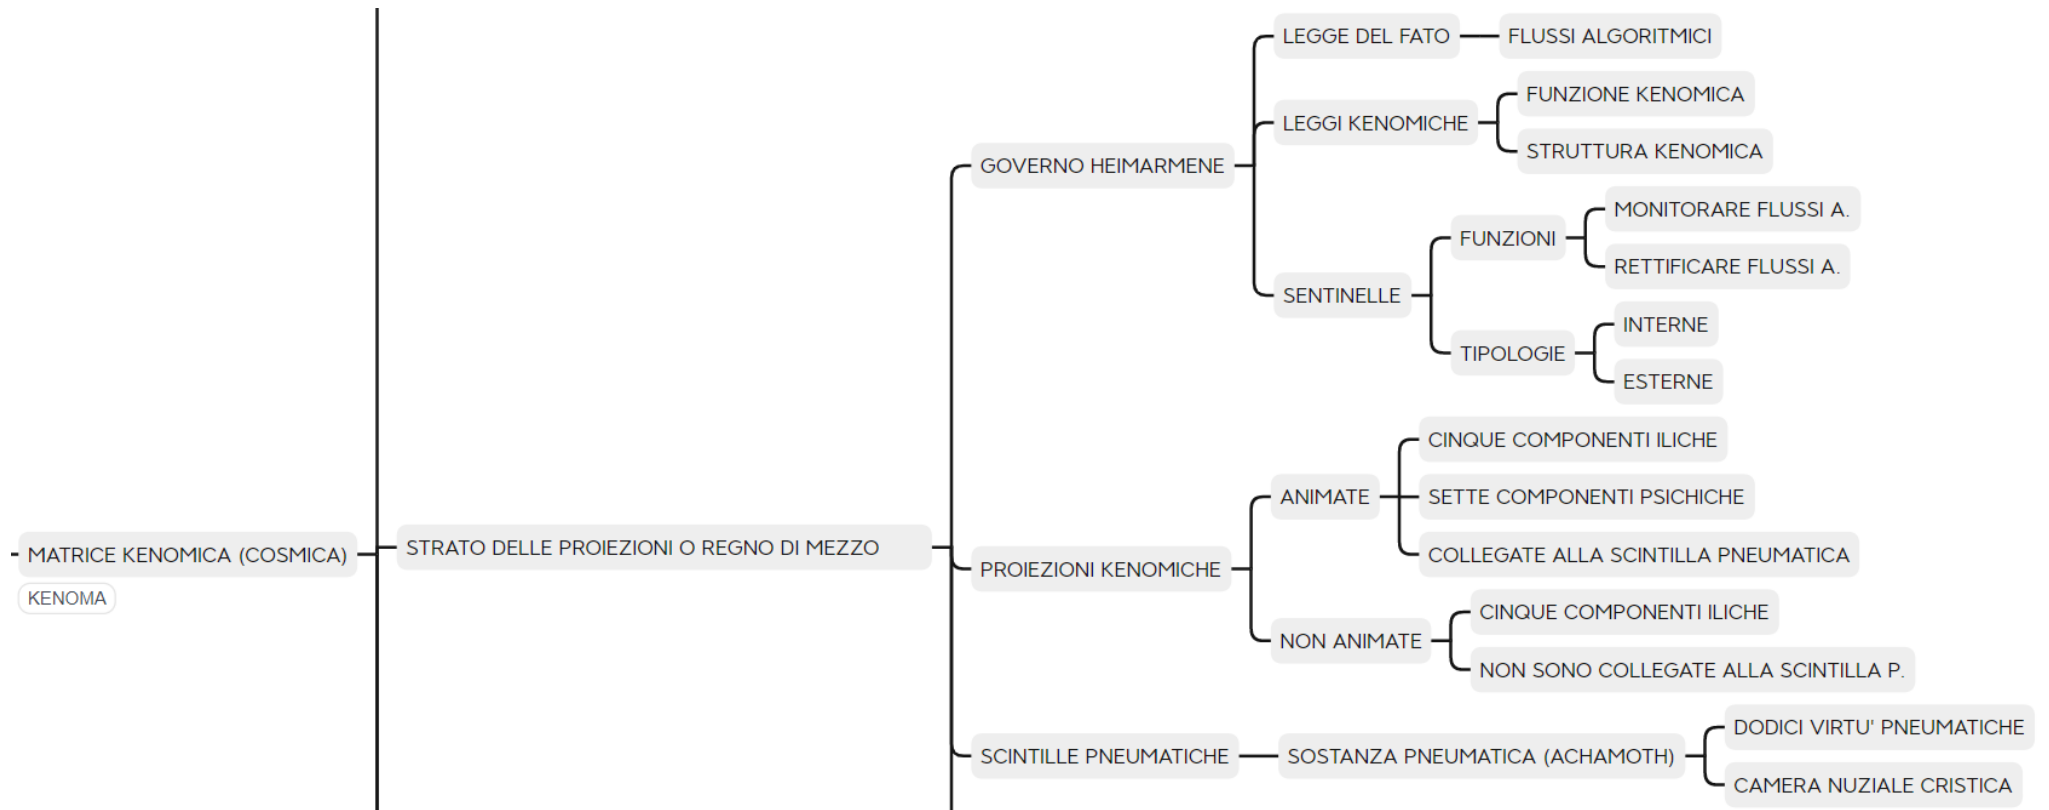 MATRICE KENOMICA (COSMICA)
KENOMA
STRATO DELLE PROIEZIONI O REGNO DI MEZZO
GOVERNO HEIMARMENE
LEGGE DEL FATO
FLUSSI ALGORITMICI
LEGGI KENOMICHE
FUNZIONE KENOMICA
STRUTTURA KENOMICA
SENTINELLE
FUNZIONI
MONITORARE FLUSSI A.
RETTIFICARE FLUSSI A.
TIPOLOGIE
INTERNE
ESTERNE
PROIEZIONI KENOMICHE
ANIMATE
CINQUE COMPONENTI ILICHE
SETTE COMPONENTI PSICHICHE
COLLEGATE ALLA SCINTILLA PNEUMATICA
NON ANIMATE
CINQUE COMPONENTI ILICHE
NON SONO COLLEGATE ALLA SCINTILLA P.
SCINTILLE PNEUMATICHE
SOSTANZA PNEUMATICA (ACHAMOTH)
DODICI VIRTU' PNEUMATICHE
CAMERA NUZIALE CRISTICA